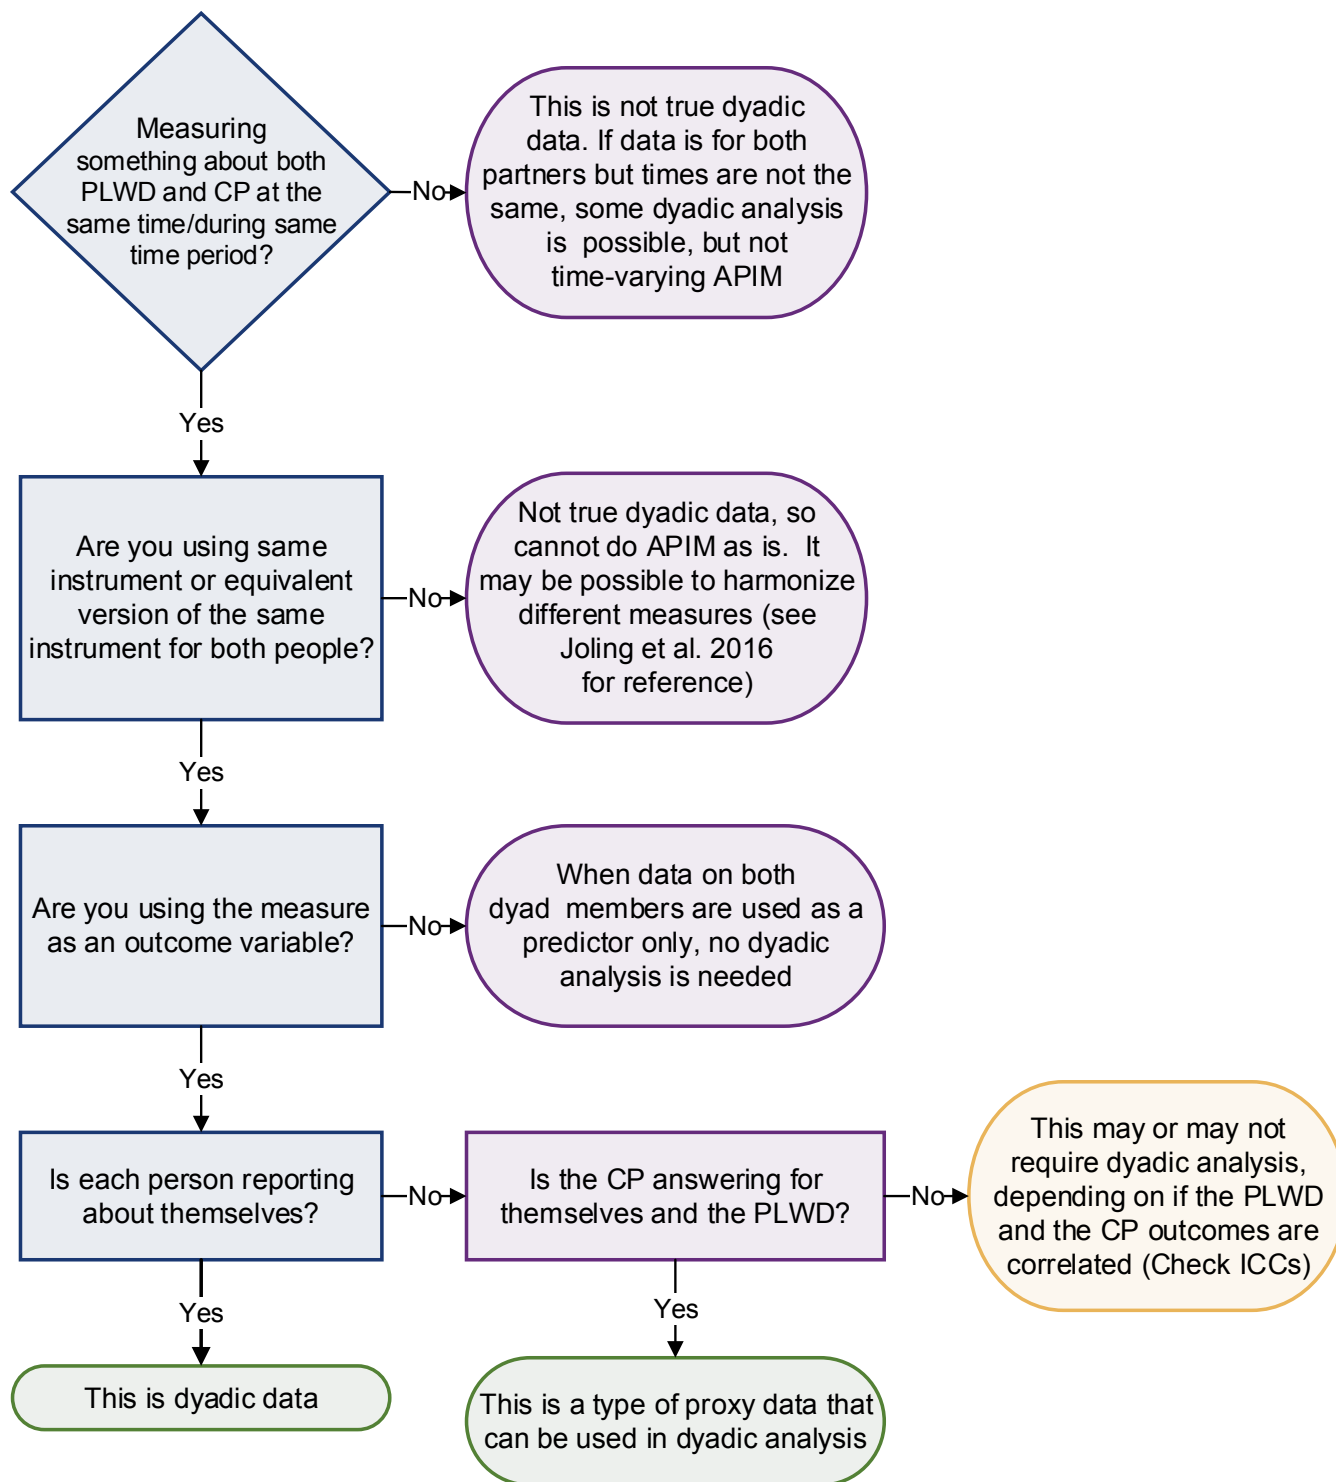 Measuring
something about both
PLWD and CP at the
same time/during same
time period?
No
This is not true dyadic
data. If data is for both
partners but times are not the
same, some dyadic analysis
is possible, but not
time-varying APIM
Yes
Are you using same
instrument or equivalent
version of the same
instrument for both people?
No
Not true dyadic data, so
cannot do APIM as is. It
may be possible to harmonize
different measures (see
Joling et al. 2016
for reference)
Yes
Are you using the measure
as an outcome variable?
No
When data on both
dyad members are used as a
predictor only, no dyadic
analysis is needed
Yes
Is each person reporting
about themselves?
No
Is the CP answering for
themselves and the PLWD?
No
This may or may not
require dyadic analysis,
depending on if the PLWD
and the CP outcomes are
correlated (Check ICCs)
Yes
This is dyadic data
Yes
This is a type of proxy data that
can be used in dyadic analysis